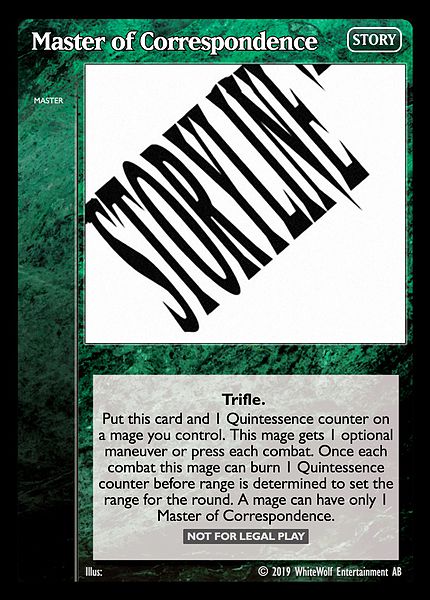 Master of Correspondence
STORY
MASTER
STORYLINE
Trifle.
Put this card and 1 Quintessence counter on
a mage you control. This mage gets 1 optional
maneuver or press each combat. Once each
combat this mage can burn 1 Quintessence
counter before range is determined to set the
range for the round. A mage can have only 1
Master of Correspondence.
NOT FOR LEGAL PLAY
Illus:
© 2019 WhiteWolf Entertainment AB